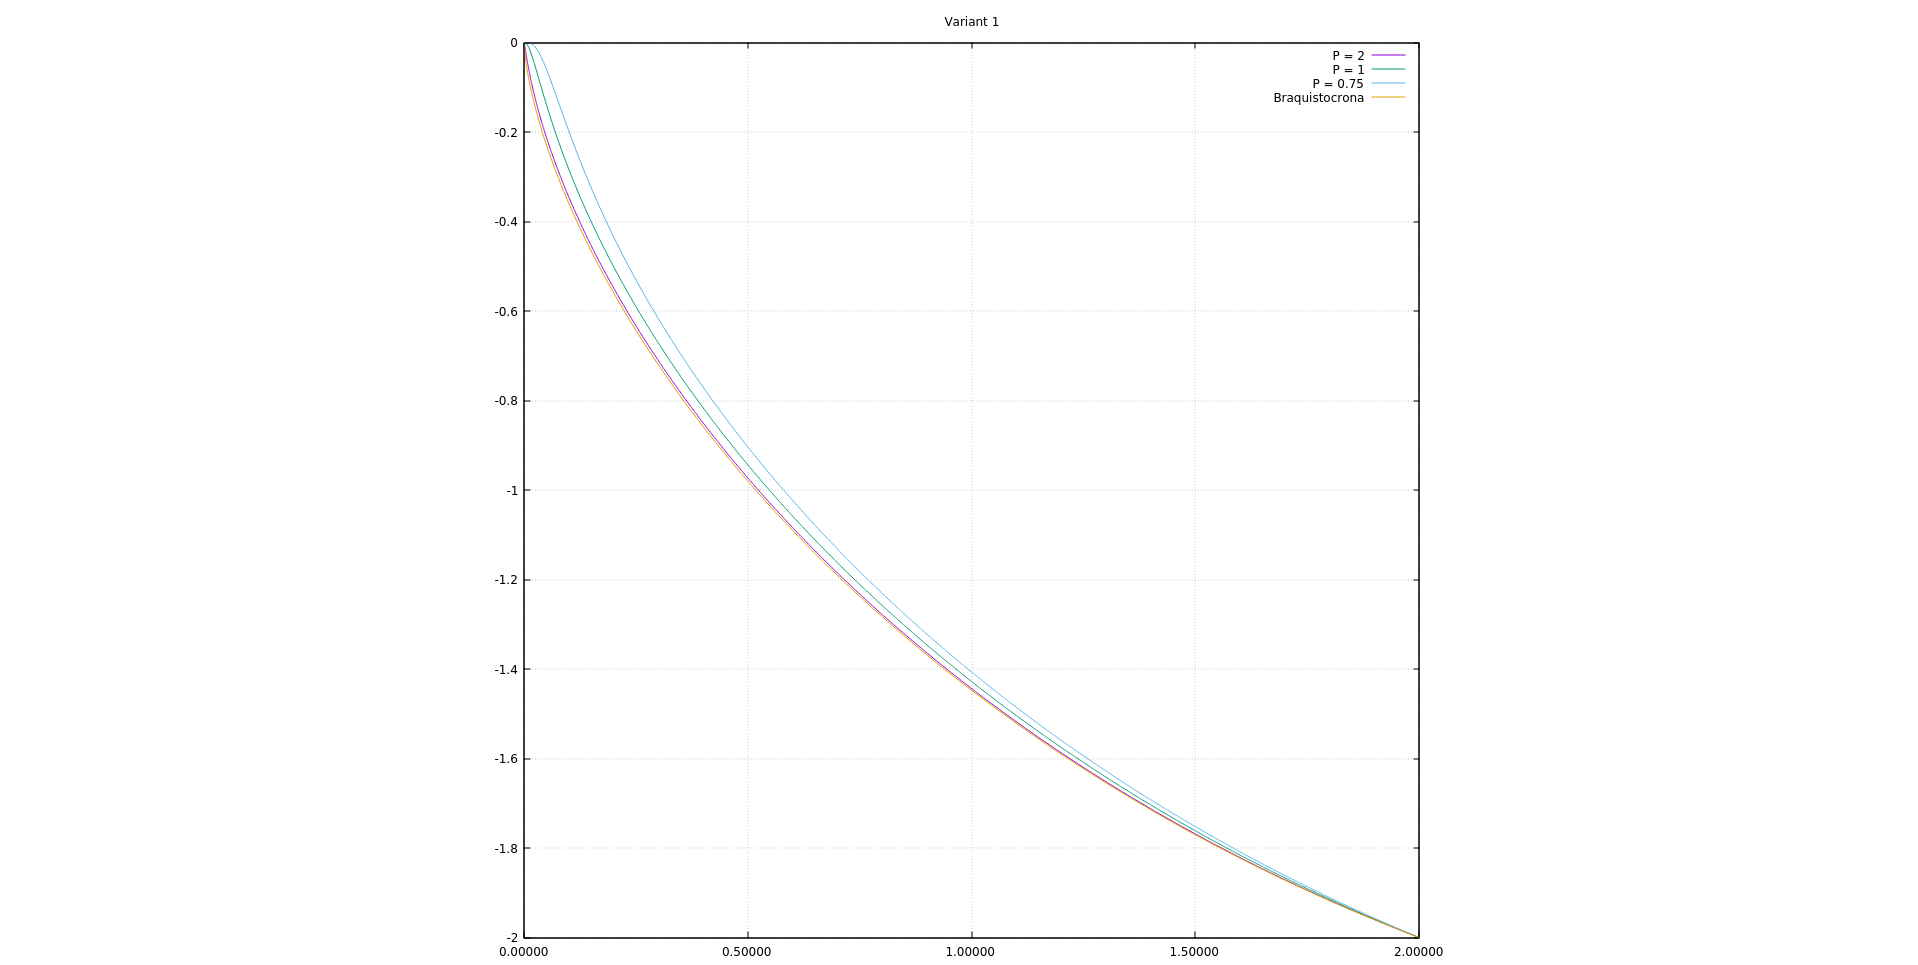 Variant 1
P = 2
P = 1
P = 0.75
Braquistocrona
0
-0.2
-0.4
-0.6
-0.8
-1
-1.2
-1.4
-1.6
-1.8
-2
0.00000 0.50000 1.00000 1.50000 2.00000